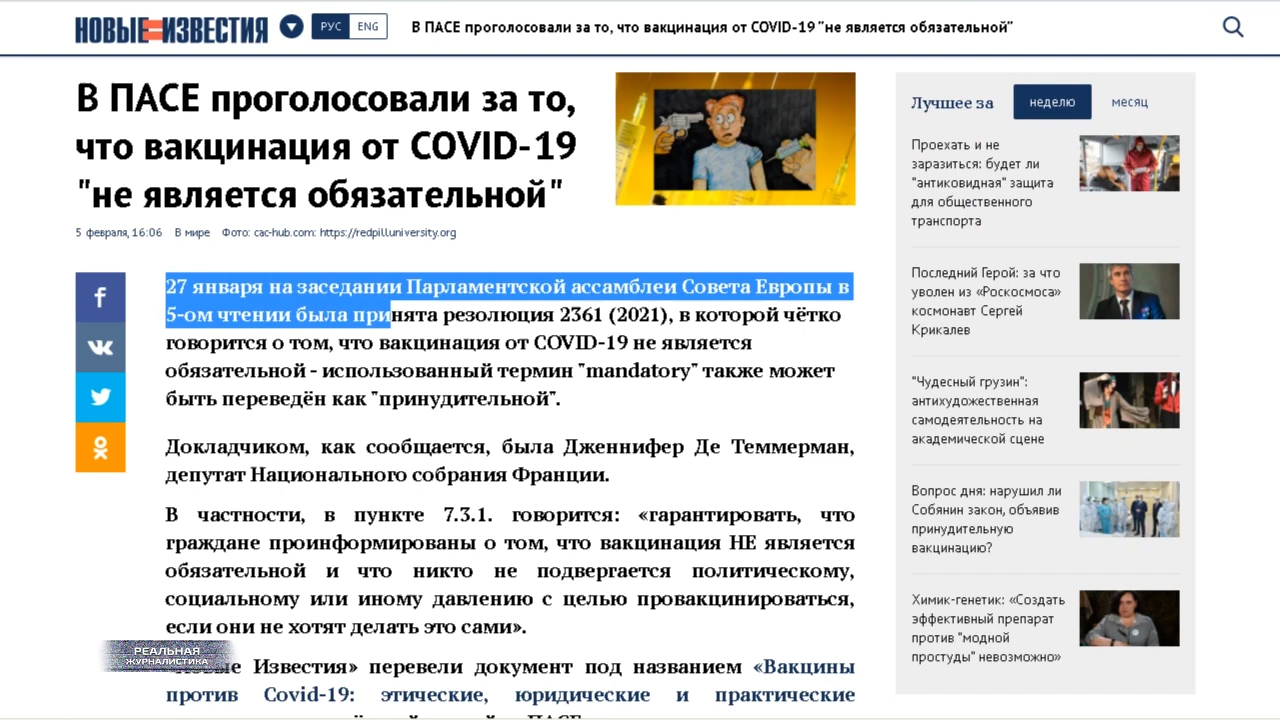 НОВЫЕ ИЗВЕСТИЯ
РУС ENG
В ПАСЕ проголосовали за то, что вакцинация от COVID-19 "не является обязательной"
В ПАСЕ проголосовали за то,
что вакцинация от COVID-19
"не является обязательной"
5 февраля, 16:06 В мире Фото: cac-hub.com: https://redpilluniversity.org
27 января на заседании Парламентской ассамблеи Совета Европы в
5-ом чтении была принята резолюция 2361 (2021), в которой чётко
говорится о том, что вакцинация от COVID-19 не является
обязательной - использованный термин "mandatory" также может
быть переведён как "принудительной".
Докладчиком, как сообщается, была Дженнифер Де Теммерман,
депутат Национального собрания Франции.
В частности, в пункте 7.3.1. говорится: «гарантировать, что
граждане проинформированы о том, что вакцинация НЕ является
обязательной и что никто не подвергается политическому,
социальному или иному давлению с целью провакцинироваться,
если они не хотят делать это сами».
Известия» перевели документ под названием «Вакцины
против Covid-19: этические, юридические и практические
РЕАЛЬНАЯ
ЖУРНАЛИСТИКА
Лучшее за неделю месяц
Проехать и не
заразиться: будет ли
"антиковидная" защита
для общественного
транспорта
Последний Герой: за что
уволен из «Роскосмоса»
космонавт Сергей
Крикалев
"Чудесный грузин":
антихудожественная
самодеятельность на
академической сцене
Вопрос дня: нарушил ли
Собянин закон, объявив
принудительную
вакцинацию?
Химик-генетик: «Создать
эффективный препарат
против "модной
простуды" невозможно»